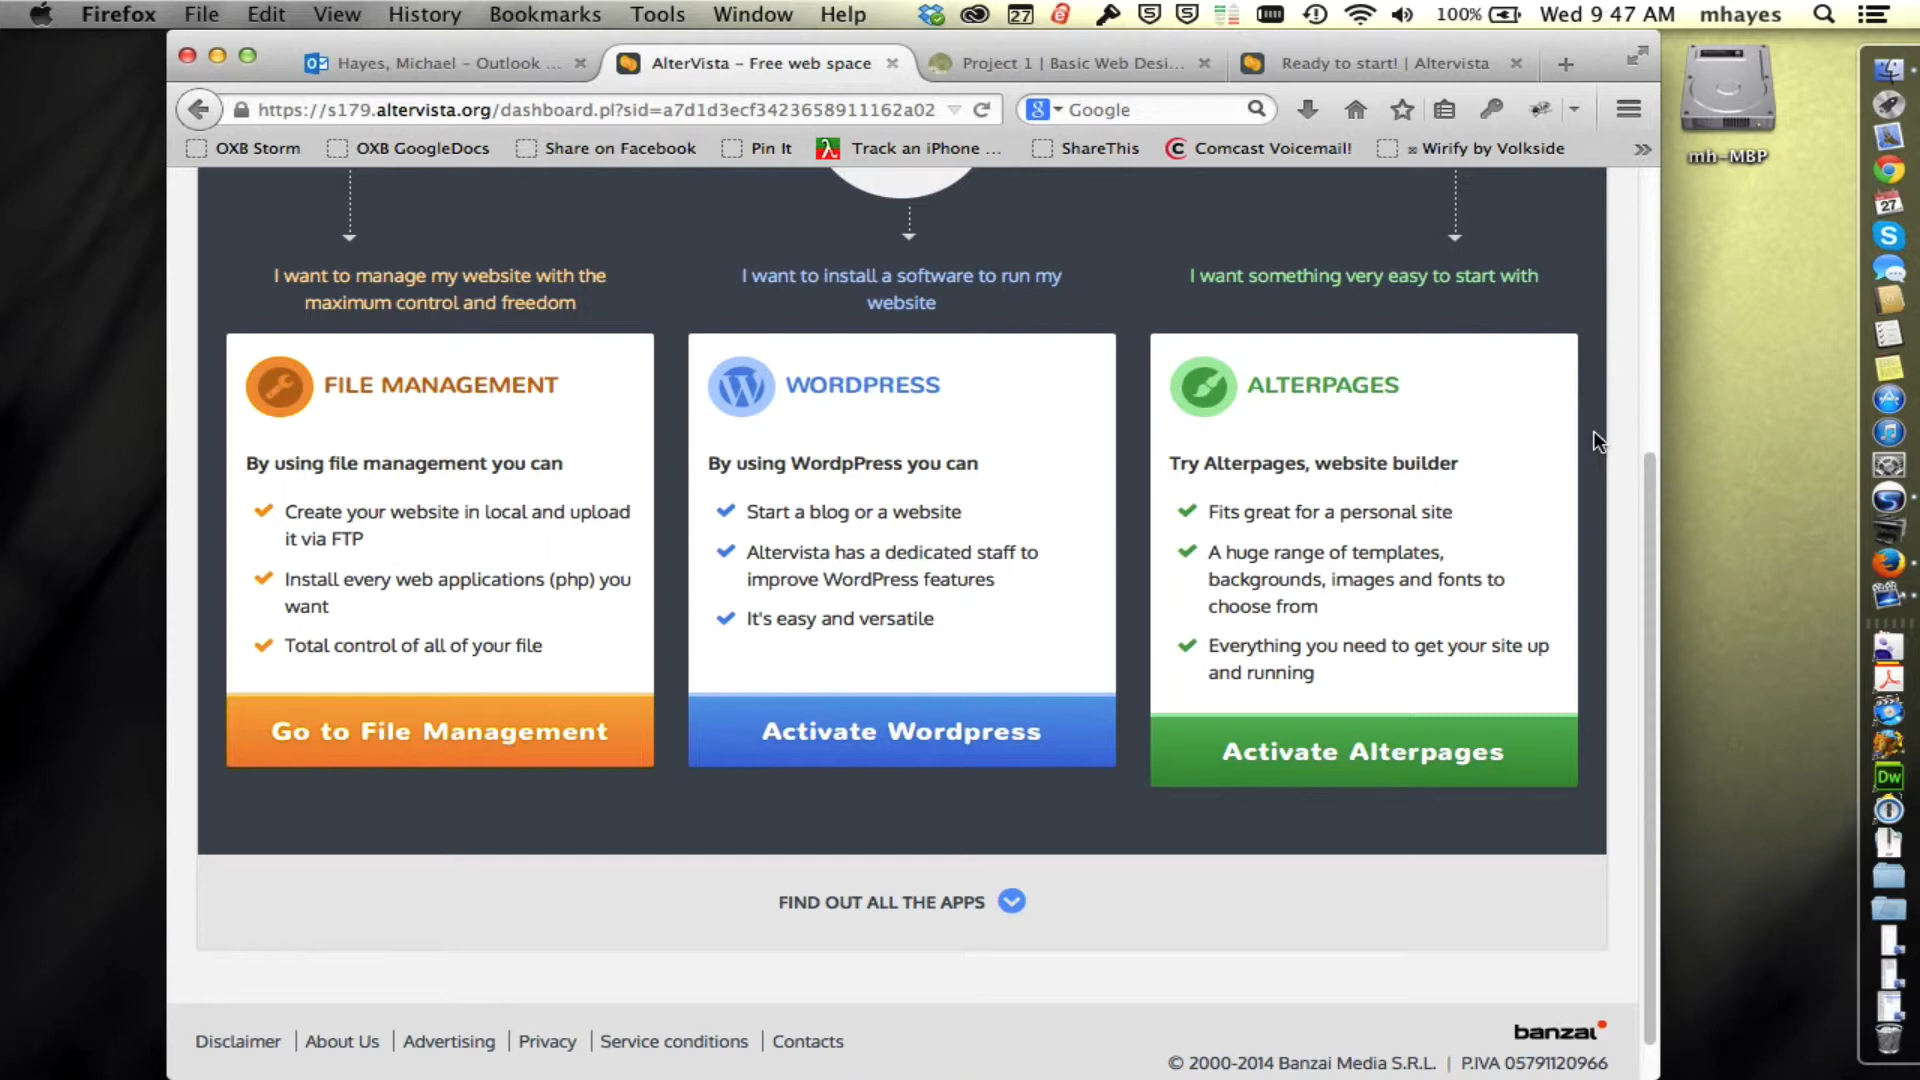 Firefox File Edit View History Bookmarks Tools Window Help 27 100% Wed 9 47 AM mhayes
Hayes, Michael – Outlook ...
AlterVista – Free web space
Project 1 | Basic Web Desi...
Ready to start! | Altervista
https://s179.altervista.org/dashboard.pl?sid=a7d1d3ecf3423658911162a02
Google
OXB Storm
OXB GoogleDocs
Share on Facebook
Pin It
Track an iPhone ...
ShareThis
Comcast Voicemail!
Wirify by Volkside
mh-MBP
I want to manage my website with the
maximum control and freedom
FILE MANAGEMENT
By using file management you can
Create your website in local and upload
it via FTP
Install every web applications (php) you
want
Total control of all of your file
Go to File Management
I want to install a software to run my
website
WORDPRESS
By using WordpPress you can
Start a blog or a website
Altervista has a dedicated staff to
improve WordPress features
It's easy and versatile
Activate Wordpress
I want something very easy to start with
ALTERPAGES
Try Alterpages, website builder
Fits great for a personal site
A huge range of templates,
backgrounds, images and fonts to
choose from
Everything you need to get your site up
and running
Activate Alterpages
FIND OUT ALL THE APPS
Disclaimer | About Us | Advertising | Privacy | Service conditions | Contacts
banzai
© 2000-2014 Banzai Media S.R.L. | P.IVA 05791120966
27
Dw